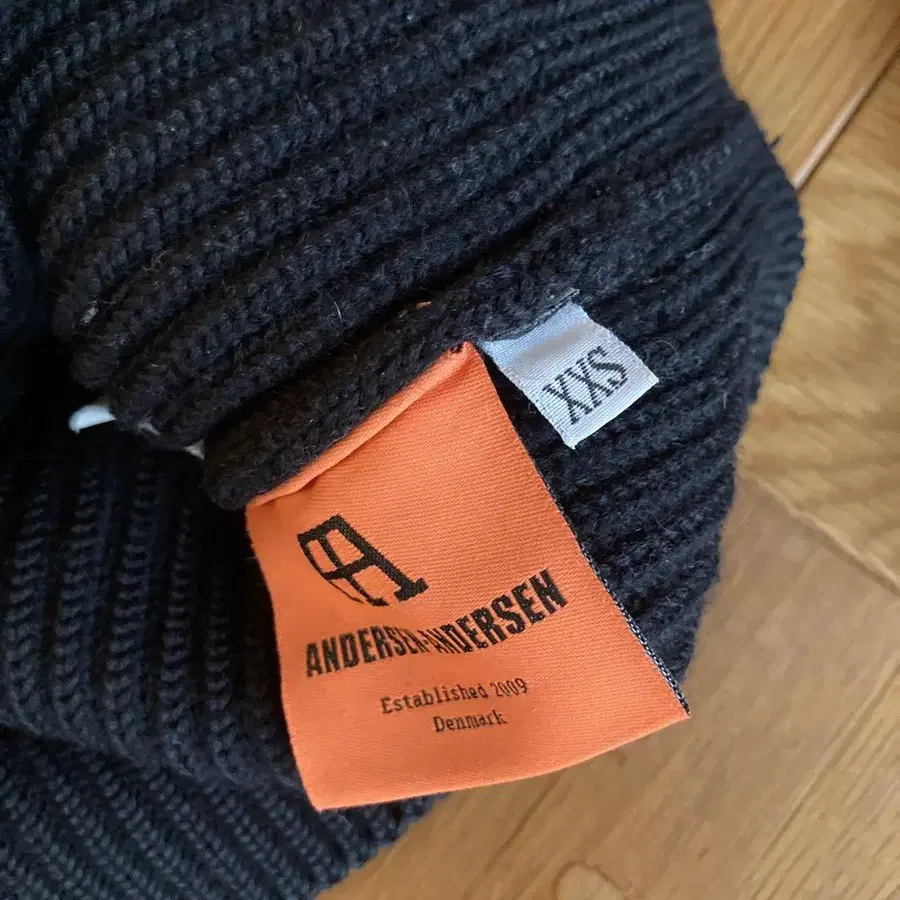 XXS
A
ANDERSEN-ANDERSEN
Established 2009
Denmark